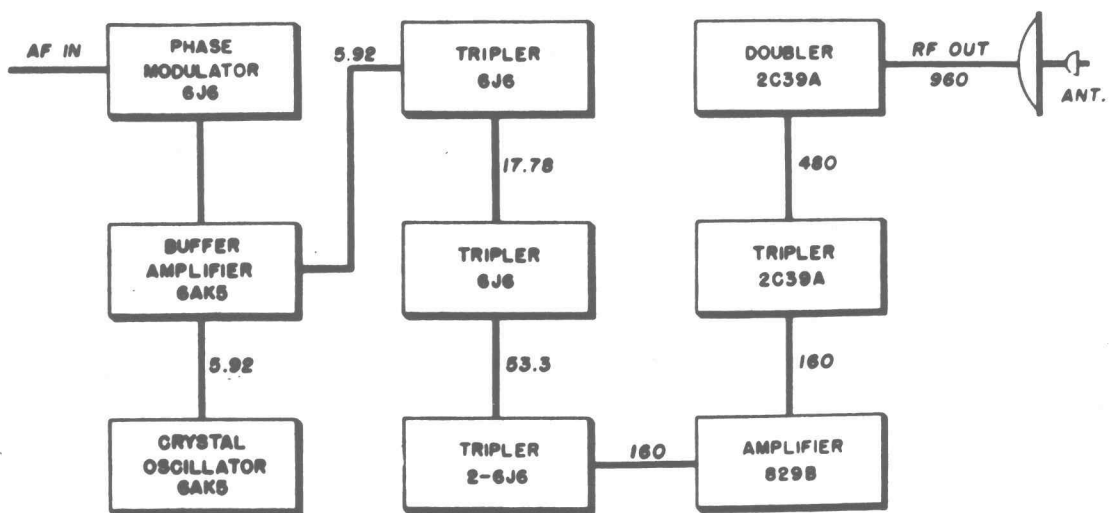 AF IN
PHASE
MODULATOR
6J6
5.92
TRIPLER
6J6
DOUBLER
2C39A
RF OUT
960
ANT.
17.78
480
BUFFER
AMPLIFIER
6AK5
TRIPLER
6J6
TRIPLER
2C39A
5.92
53.3
160
CRYSTAL
OSCILLATOR
6AK5
TRIPLER
2-6J6
160
AMPLIFIER
829B